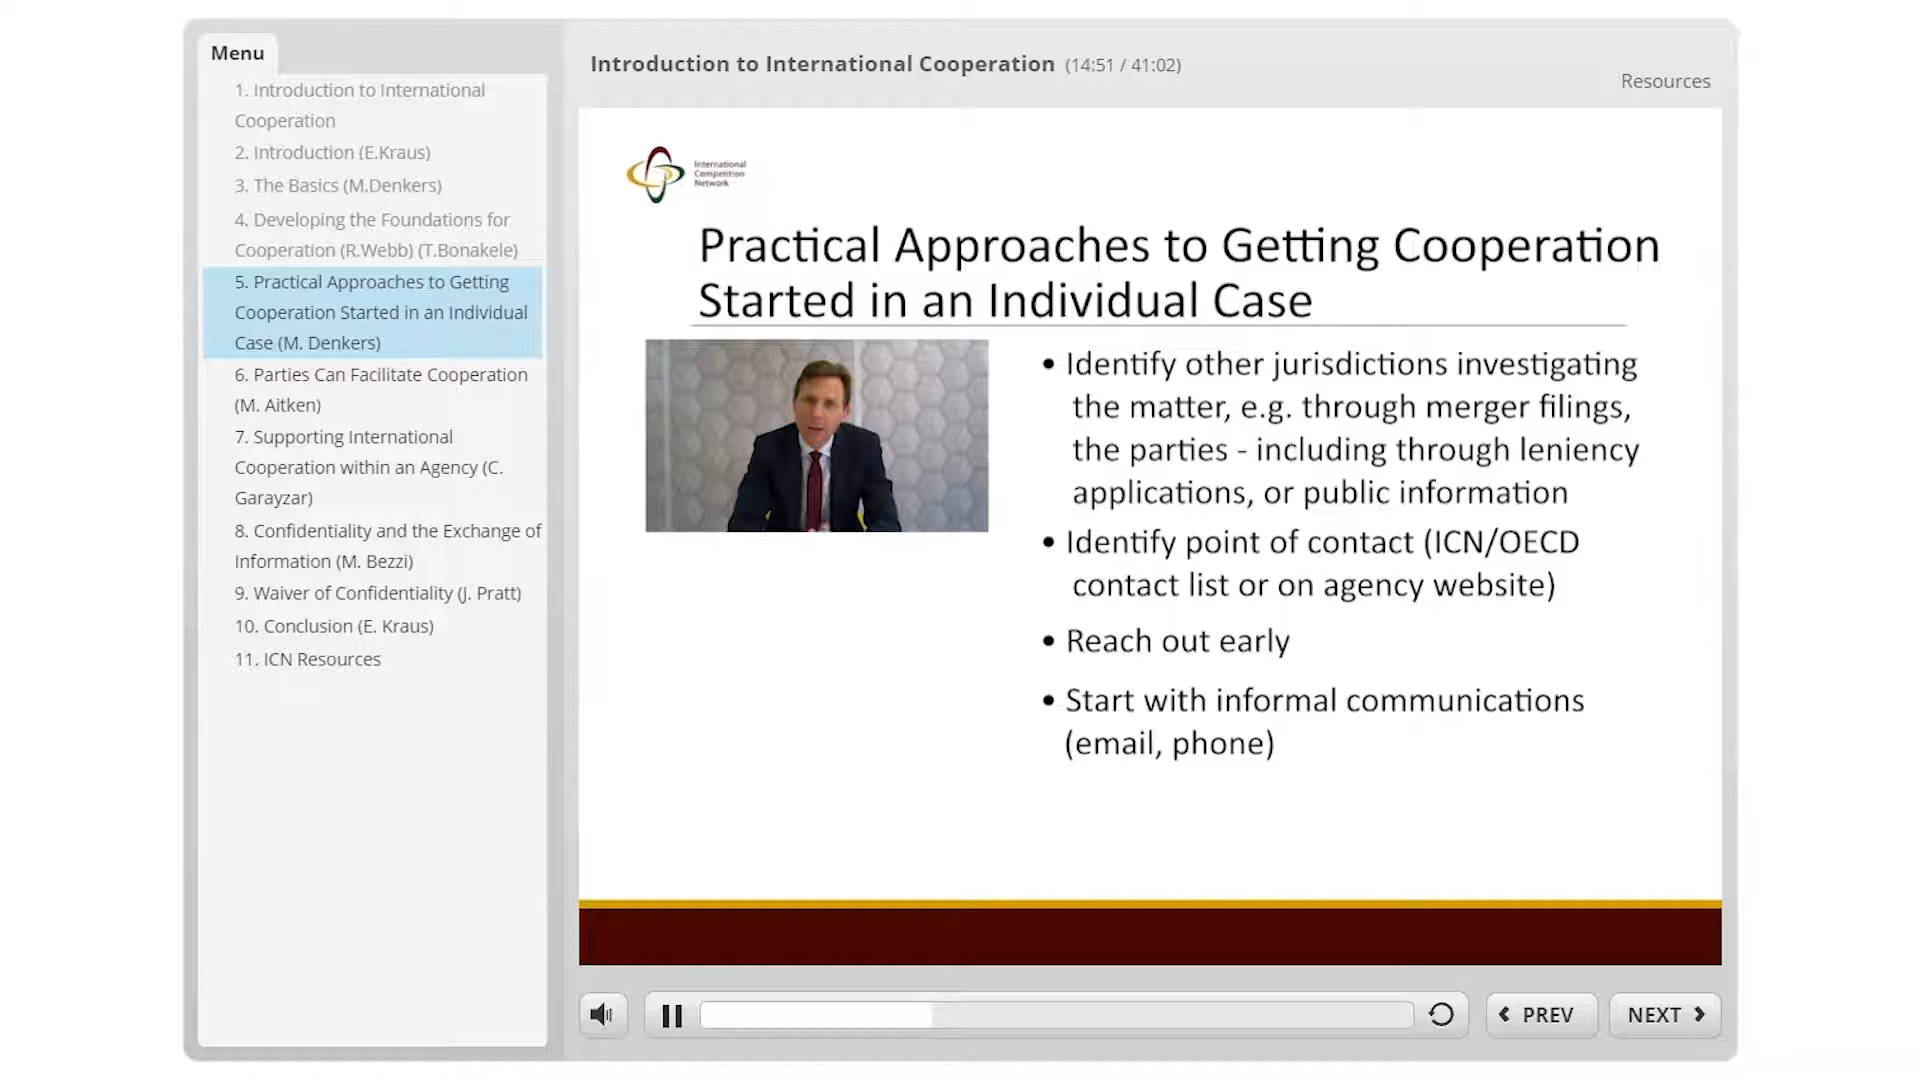 Menu
1. Introduction to International
Cooperation
2. Introduction (E.Kraus)
3. The Basics (M.Denkers)
4. Developing the Foundations for
Cooperation (R.Webb) (T.Bonakele)
5. Practical Approaches to Getting
Cooperation Started in an Individual
Case (M. Denkers)
6. Parties Can Facilitate Cooperation
(M. Aitken)
7. Supporting International
Cooperation within an Agency (C.
Garayzar)
8. Confidentiality and the Exchange of
Information (M. Bezzi)
9. Waiver of Confidentiality (J. Pratt)
10. Conclusion (E. Kraus)
11. ICN Resources
Introduction to International Cooperation (14:51 / 41:02)
Resources
International
Competition
Network
Practical Approaches to Getting Cooperation
Started in an Individual Case
• Identify other jurisdictions investigating
the matter, e.g. through merger filings,
the parties - including through leniency
applications, or public information
• Identify point of contact (ICN/OECD
contact list or on agency website)
• Reach out early
• Start with informal communications
(email, phone)
PREV
NEXT